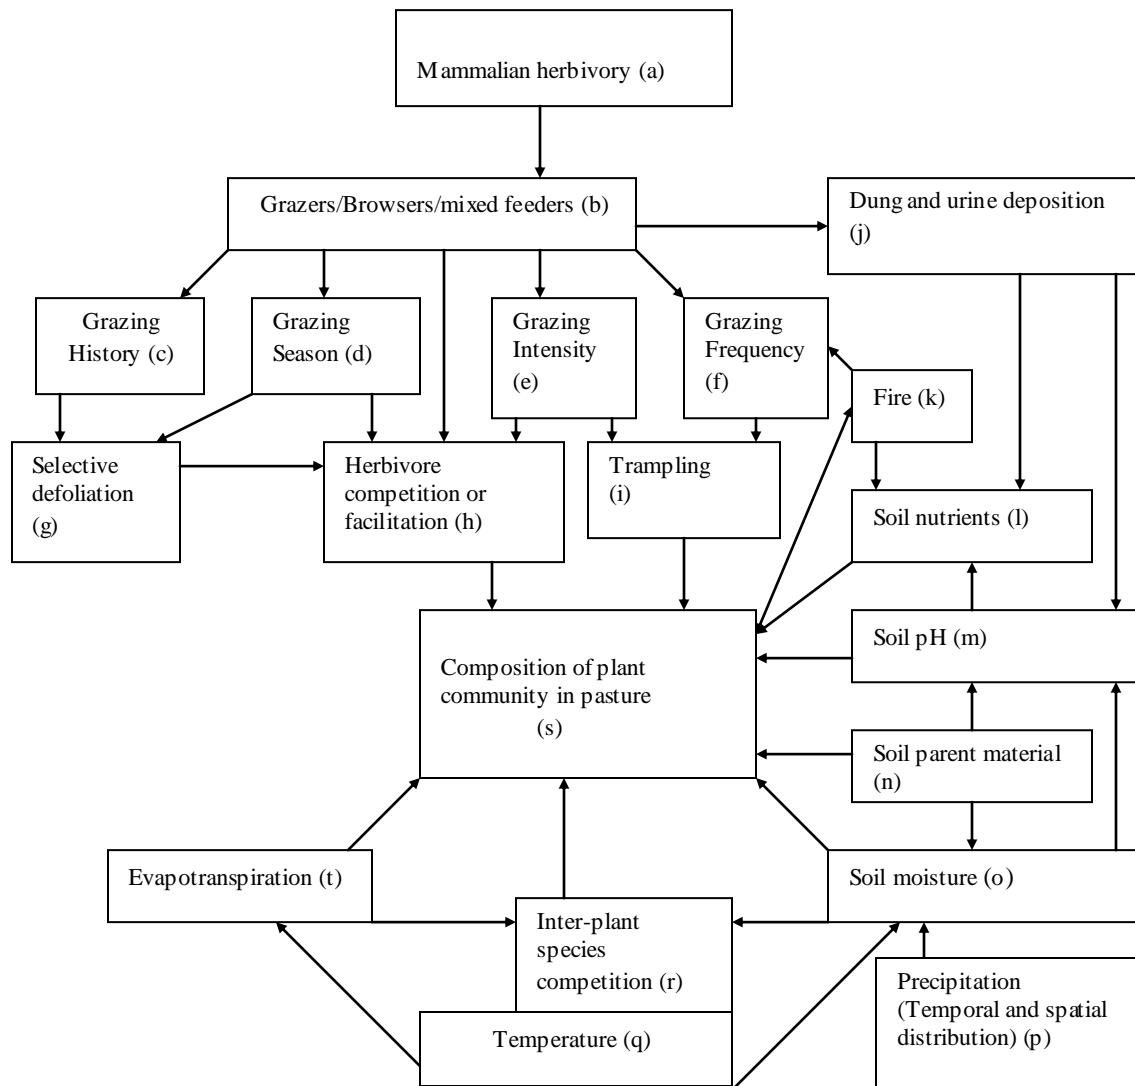 Mammalian herbivory (a)
Grazers/Browsers/mixed feeders (b)
Dung and urine deposition
(j)
Grazing
History (c)
Grazing
Season (d)
Grazing
Intensity
(e)
Grazing
Frequency
(f)
Fire (k)
Selective
defoliation
(g)
Herbivore
competition or
facilitation (h)
Trampling
(i)
Soil nutrients (l)
Composition of plant
community in pasture
(s)
Soil pH (m)
Soil parent material
(n)
Evapotranspiration (t)
Soil moisture (o)
Inter-plant
species
competition (r)
Temperature (q)
Precipitation
(Temporal and spatial
distribution) (p)